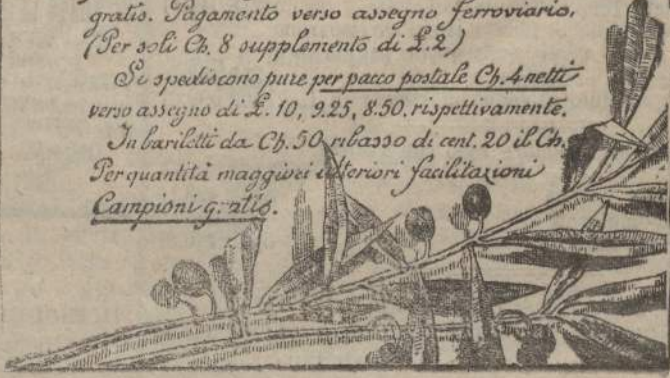 gratis. Pagamento verso assegno ferroviario.
(Per soli Ch. 8 supplemento di £. 2)
Si spediscono pure per pacco postale Ch. 4 netti
verso assegno di £. 10, 9.25, 8.50. rispettivamente.
In bariletti da Ch. 50 ribasso di cent. 20 il Ch.
Per quantità maggiori ulteriori facilitazioni
Campioni gratis.